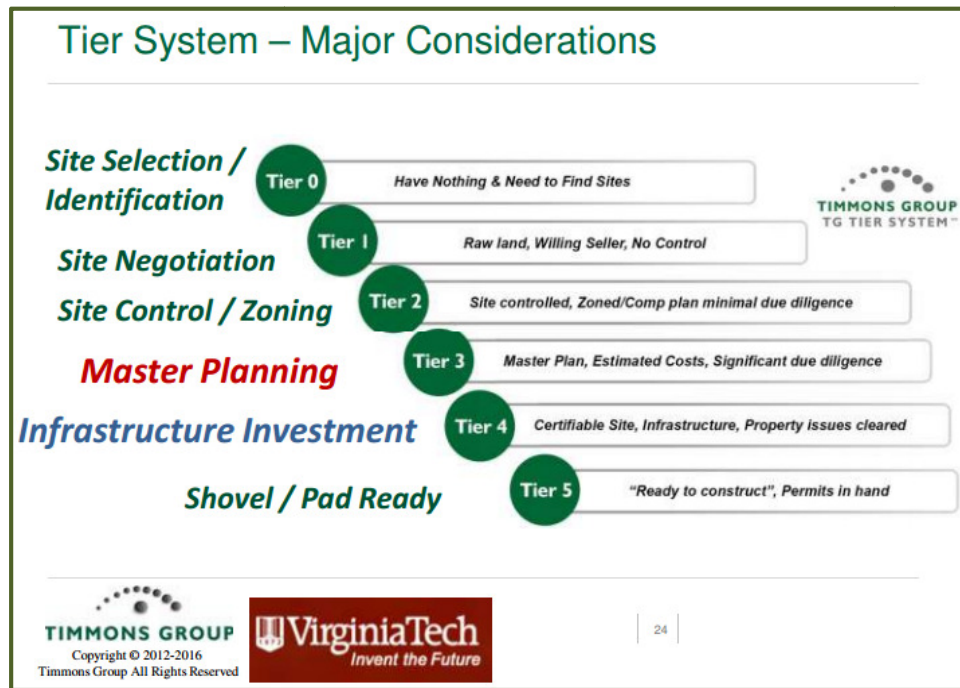 Tier System – Major Considerations
Site Selection /
Identification
Tier 0
Have Nothing & Need to Find Sites
TIMMONS GROUP
TG TIER SYSTEM™
Site Negotiation
Tier 1
Raw land, Willing Seller, No Control
Site Control / Zoning
Tier 2
Site controlled, Zoned/Comp plan minimal due diligence
Master Planning
Tier 3
Master Plan, Estimated Costs, Significant due diligence
Infrastructure Investment
Tier 4
Certifiable Site, Infrastructure, Property issues cleared
Shovel / Pad Ready
Tier 5
“Ready to construct”, Permits in hand
TIMMONS GROUP
Copyright © 2012-2016
Timmons Group All Rights Reserved
VirginiaTech
Invent the Future
24